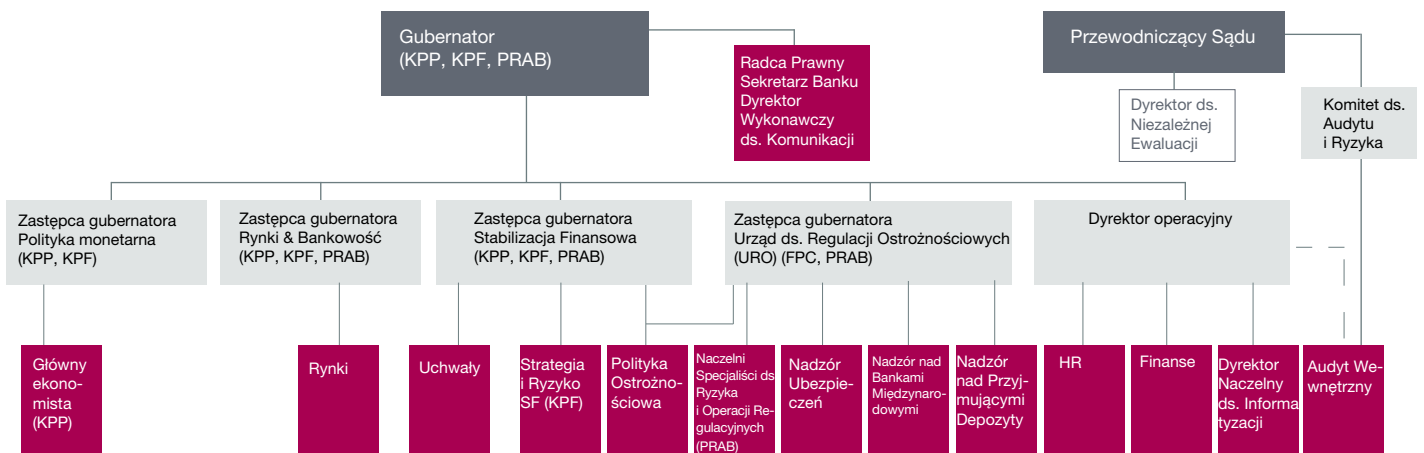 Gubernator
(KPP, KPF, PRAB)
Radca Prawny
Sekretarz Banku
Dyrektor
Wykonawczy
ds. Komunikacji
Przewodniczący Sądu
Dyrektor ds.
Niezależnej
Ewaluacji
Komitet ds.
Audytu
i Ryzyka
Zastępca gubernatora
Polityka monetarna
(KPP, KPF)
Zastępca gubernatora
Rynki & Bankowość
(KPP, KPF, PRAB)
Zastępca gubernatora
Stabilizacja Finansowa
(KPP, KPF, PRAB)
Zastępca gubernatora
Urząd ds. Regulacji Ostrożnościowych
(URO) (FPC, PRAB)
Dyrektor operacyjny
Główny
ekono-
mista
(KPP)
Rynki
Uchwały
Strategia
i Ryzyko
SF (KPF)
Polityka
Ostrożno-
ściowa
Naczelni
Specjaliści ds
Ryzyka
i Operacji Re-
gulacyjnych
(PRAB)
Nadzór
Ubezpie-
czeń
Nadzór nad
Bankami
Międzynaro-
dowymi
Nadzór
nad Przyj-
mującymi
Depozyty
HR
Finanse
Dyrektor
Naczelny
ds. Informa
tyzacji
Audyt We-
wnętrzny